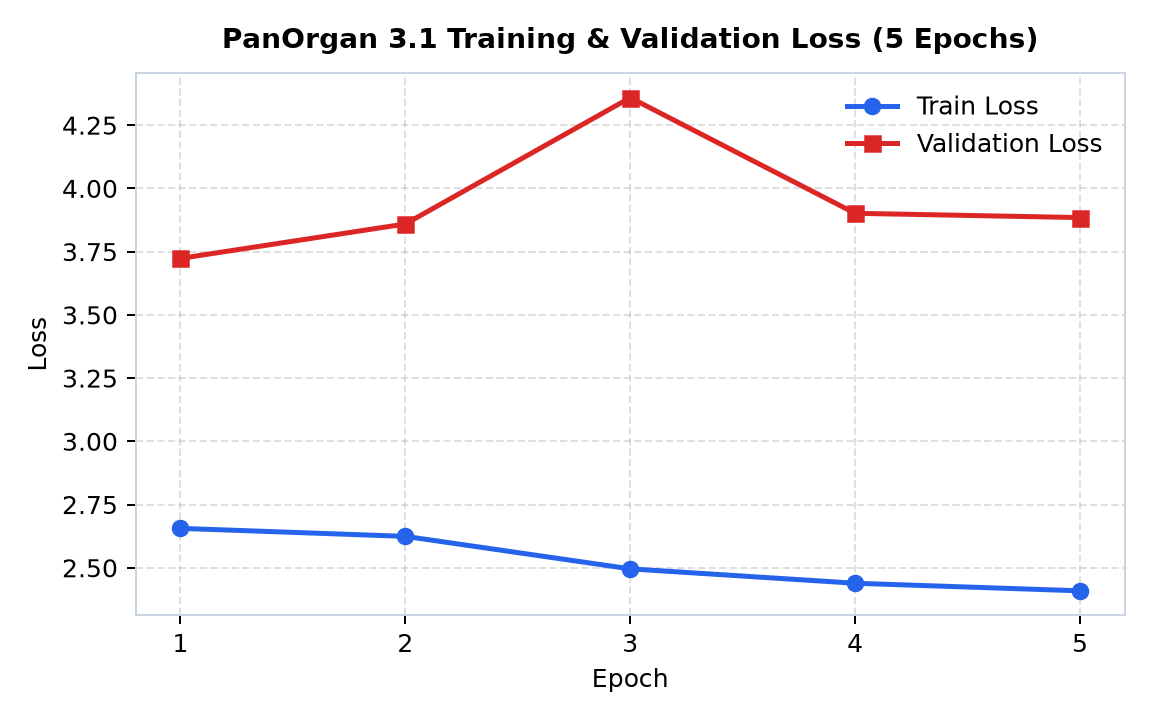 PanOrgan 3.1 Training & Validation Loss (5 Epochs)
Train Loss
Validation Loss
4.25
4.00
3.75
3.50
3.25
3.00
2.75
2.50
Loss
1 2 3 4 5
Epoch